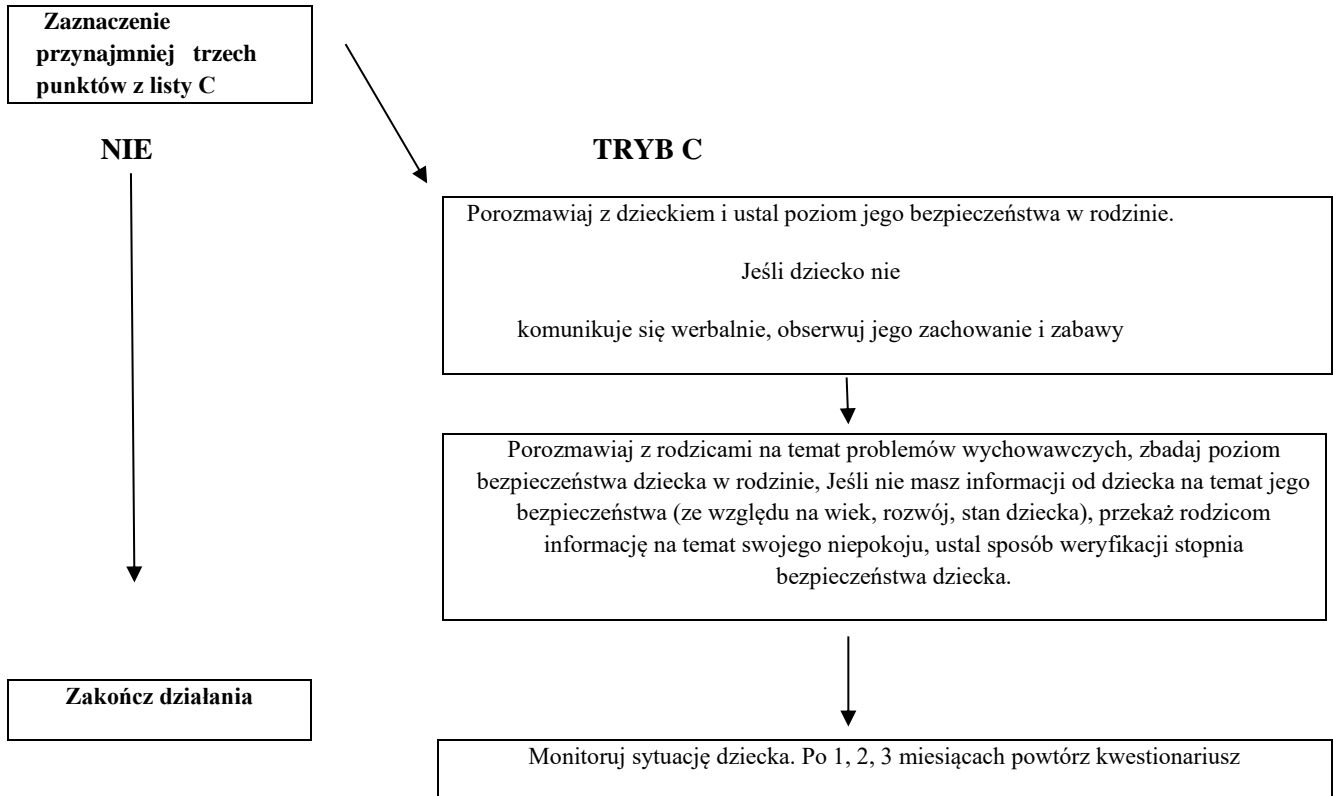 Zaznaczenie
przynajmniej trzech
punktów z listy C
NIE
TRYB C
Porozmawiaj z dzieckiem i ustal poziom jego bezpieczeństwa w rodzinie.
Jeśli dziecko nie
komunikuje się werbalnie, obserwuj jego zachowanie i zabawy
Porozmawiaj z rodzicami na temat problemów wychowawczych, zbadaj poziom
bezpieczeństwa dziecka w rodzinie, Jeśli nie masz informacji od dziecka na temat jego
bezpieczeństwa (ze względu na wiek, rozwój, stan dziecka), przekaż rodzicom
informację na temat swojego niepokoju, ustal sposób weryfikacji stopnia
bezpieczeństwa dziecka.
Zakończ działania
Monitoruj sytuację dziecka. Po 1, 2, 3 miesiącach powtórz kwestionariusz